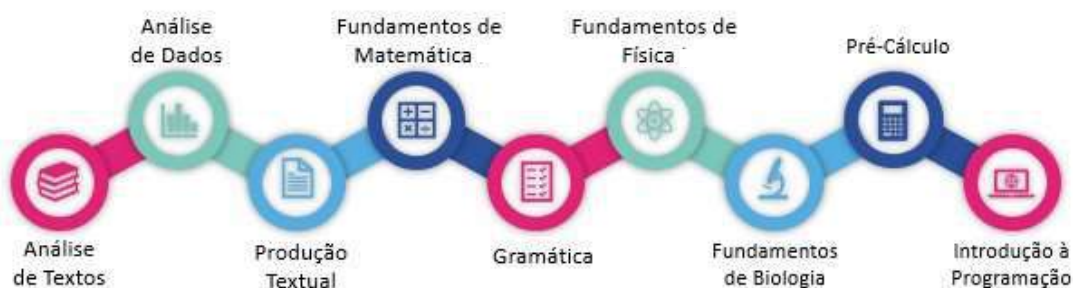 Análise
de Textos
Análise
de Dados
Produção
Textual
Fundamentos de
Matemática
Gramática
Fundamentos de
Física
Fundamentos
de Biologia
Pré-Cálculo
Introdução à
Programação